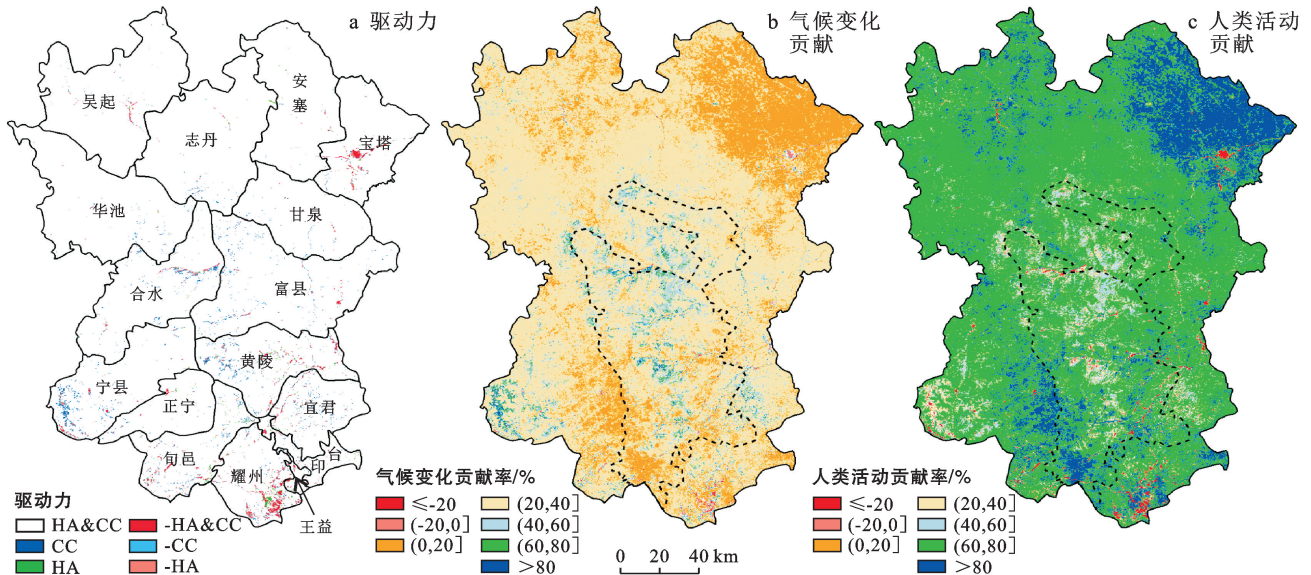 a 驱动力
b 气候变化
贡献
c 人类活动
贡献
吴起
安
塞
志丹
宝塔
华池
甘泉
合水
富县
黄陵
宁县
正宁
宜君
旬邑
耀州
印台
王益
驱动力
HA&CC
-HA&CC
CC
-CC
HA
-HA
气候变化贡献率/%
≤-20
(20,40]
(-20,0]
(40,60]
(0,20]
(60,80]
>80
0 20 40 km
人类活动贡献率/%
≤-20
(20,40]
(-20,0]
(40,60]
(0,20]
(60,80]
>80